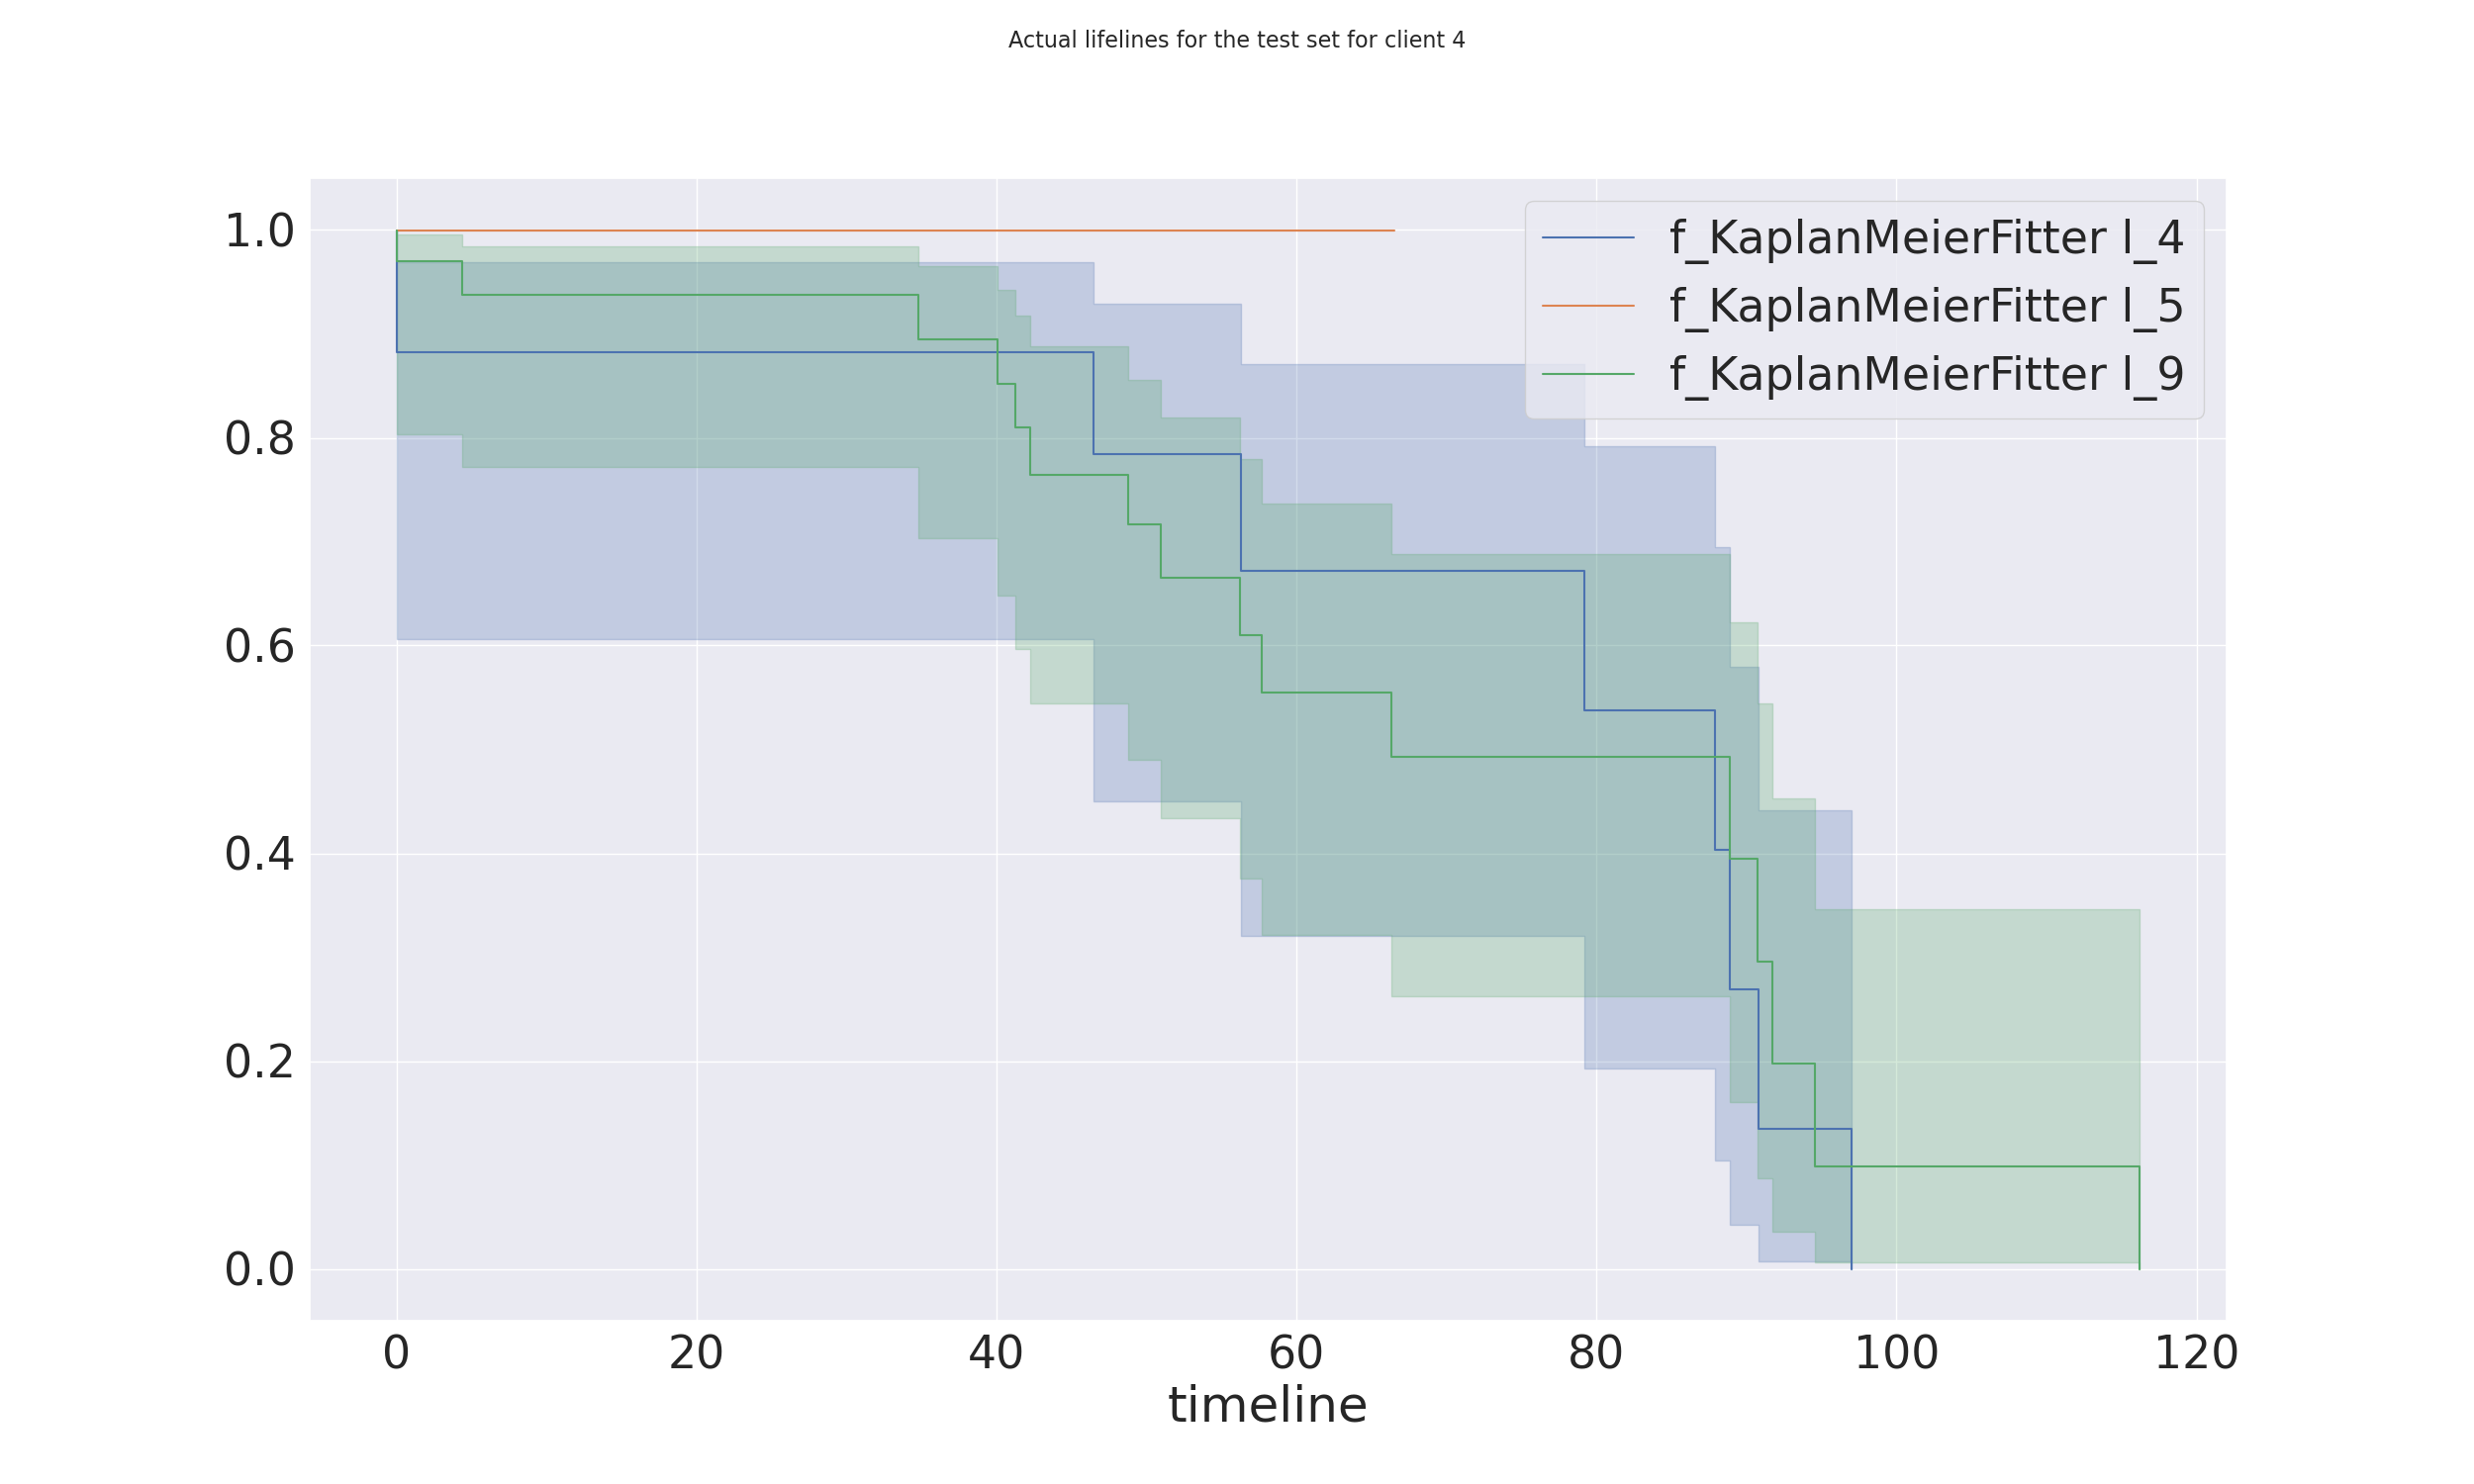 Actual lifelines for the test set for client 4
1.0
0.8
0.6
0.4
0.2
0.0
f_KaplanMeierFitter l_4
f_KaplanMeierFitter l_5
f_KaplanMeierFitter l_9
0 20 40 60 80 100 120
timeline